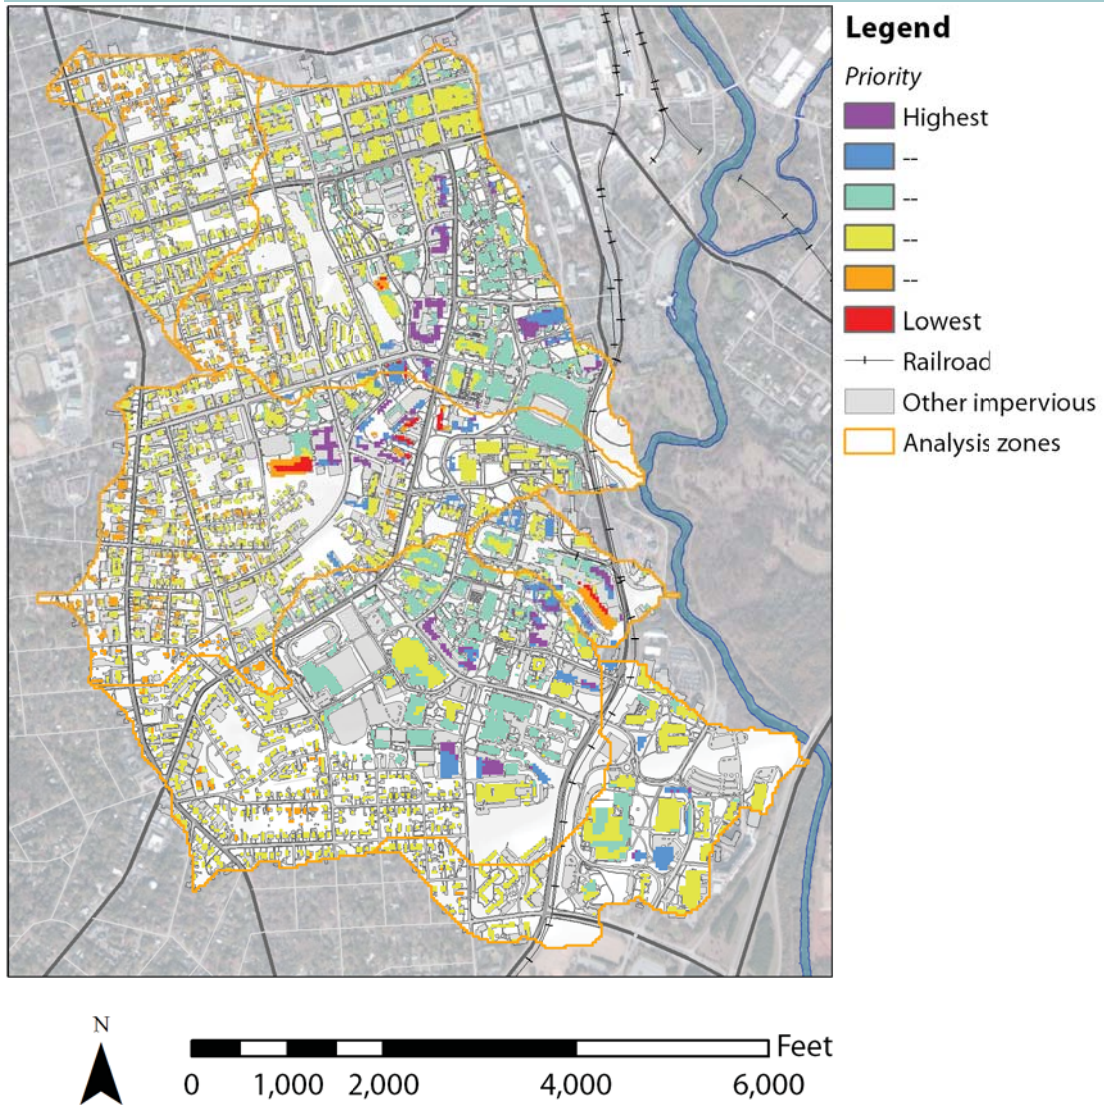 Legend
Priority
Highest
--
--
--
--
Lowest
Railroad
Other impervious
Analysis zones
N
Feet
0 1,000 2,000 4,000 6,000